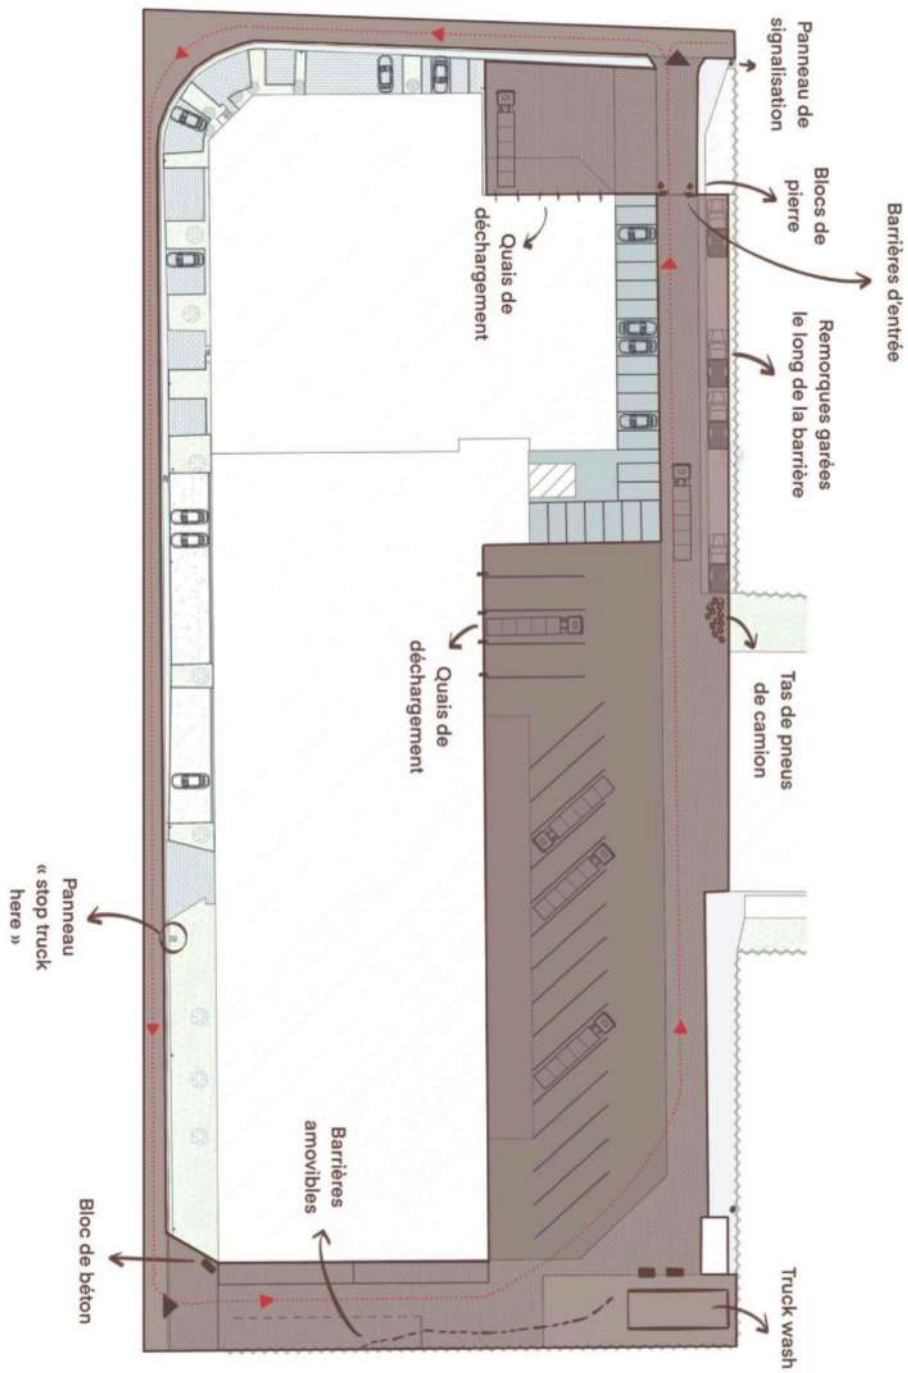 Barrières d'entrée
Panneau de
signalisation
Blocs de
pierre
Remorques garées
le long de la barrière
Tas de pneus
de camion
Truck wash
Quais de
déchargement
Quais de
déchargement
Barrières
amovibles
Panneau
« stop truck
here »
Bloc de béton